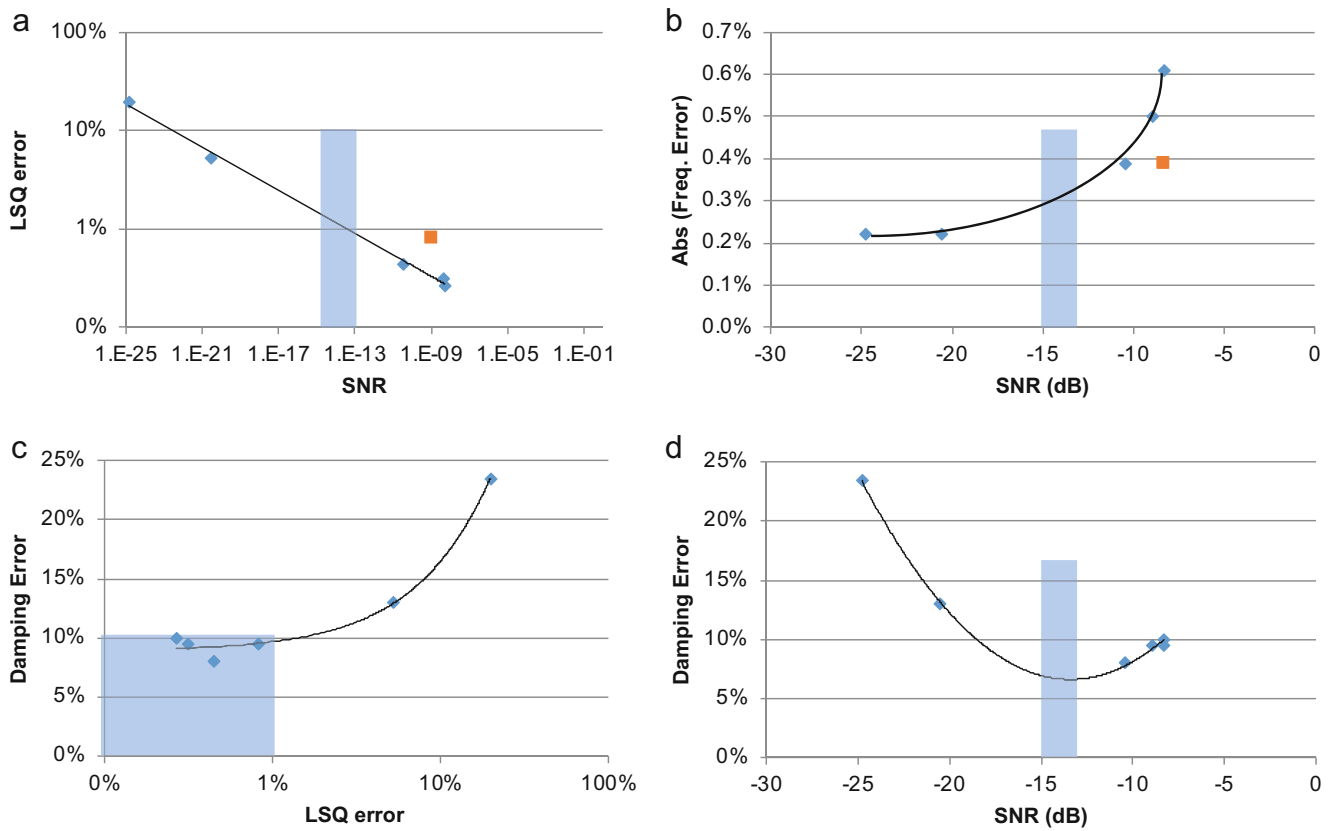 a
100%
10%
1%
0%
LSQ error
1.E-25 1.E-21 1.E-17 1.E-13 1.E-09 1.E-05 1.E-01
SNR
b
0.7%
0.6%
0.5%
0.4%
0.3%
0.2%
0.1%
0.0%
Abs (Freq. Error)
-30 -25 -20 -15 -10 -5 0
SNR (dB)
c
25%
20%
15%
10%
5%
0%
Damping Error
0% 1% 10% 100%
LSQ error
d
25%
20%
15%
10%
5%
0%
Damping Error
-30 -25 -20 -15 -10 -5 0
SNR (dB)